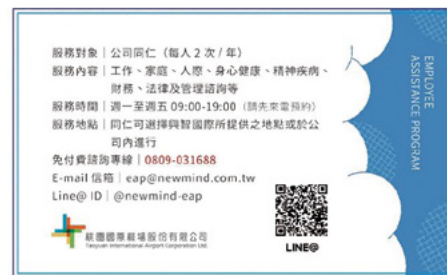 服務對象｜公司同仁（每人 2 次 / 年）
服務內容｜工作、家庭、人際、身心健康、精神疾病、
財務、法律及管理諮詢等
服務時間｜週一至週五 09:00-19:00 (請先來電預約)
服務地點｜同仁可選擇與智國際所提供之地點或於公
司內進行
免付費諮詢專線｜0809-031688
E-mail 信箱｜eap@newmind.com.tw
Line@ ID｜@newmind-eap
桃園國際機場股份有限公司
Taoyuan International Airport Corporation Ltd.
LINE@
EMPLOYEE
ASSISTANCE PROGRAM